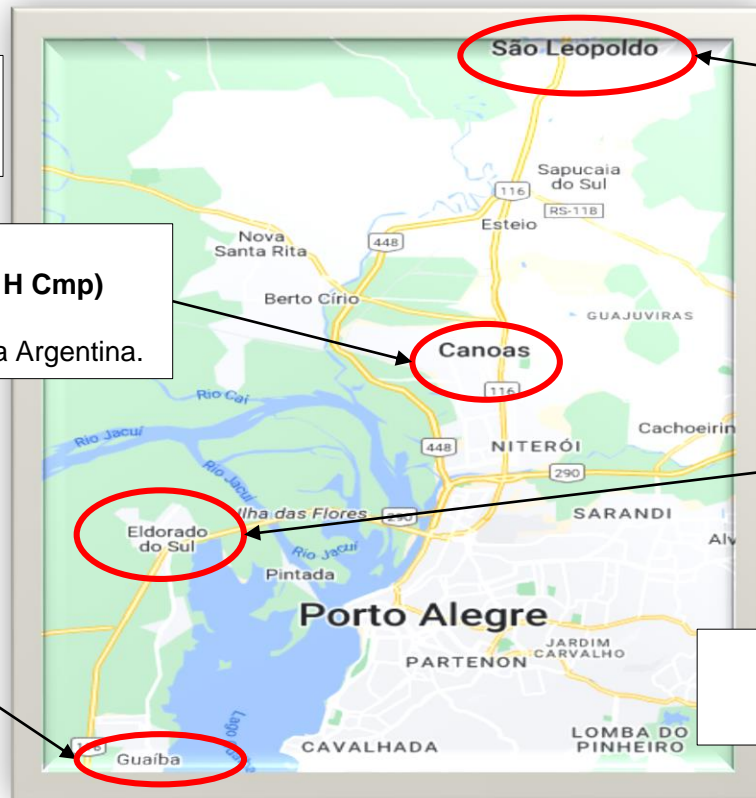 São Leopoldo
Sapucaia
do Sul
116
RS-118
Esteio
Nova
Santa Rita
448
H Cmp)
Berto Círio
GUAJUVIRAS
a Argentina.
Canoas
116
Rio Caí
Cachoeirin
Rio Jacuí
448
NITERÓI
290
Rio Jacuí
Ilha das Flores
290
SARANDI
Eldorado
do Sul
Alv
Rio Jacuí
Pintada
Porto Alegre
JARDIM
CARVALHO
PARTENON
Lago
116
Guaíba
CAVALHADA
LOMBA DO
PINHEIRO